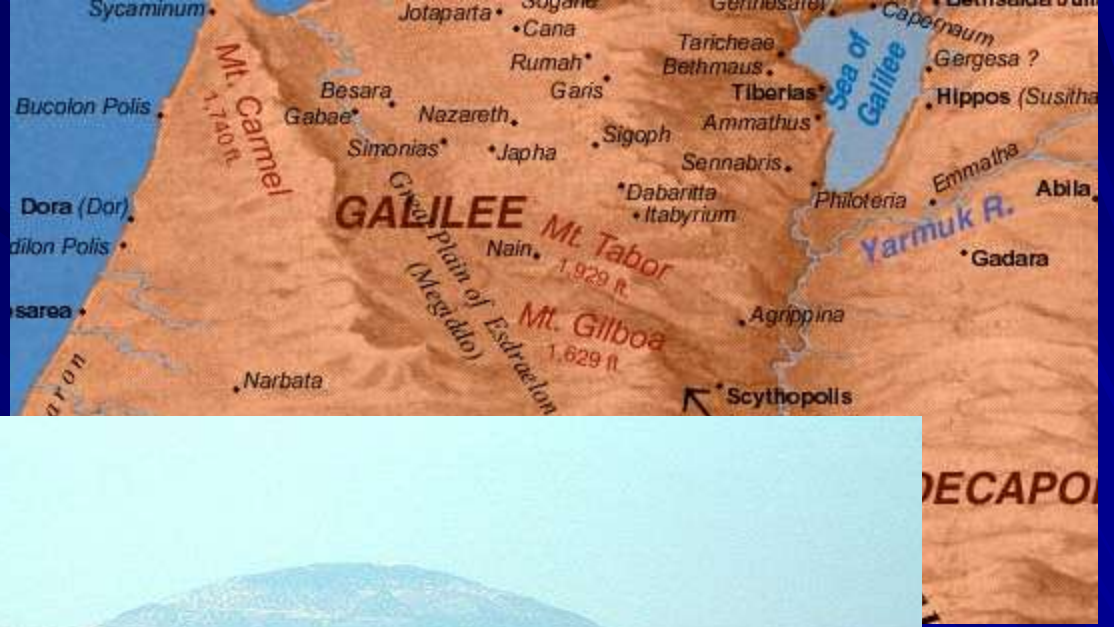 Sycaminum
Jotaparta
Cana
Taricheae
Capernaum
Rumah
Bethmaus
Gergesa ?
Mt. Carmel
1,740 ft.
Besara
Garis
Tiberias
Sea of
Galilee
Hippos (Susitha
Bucolon Polis
Gabae
Nazareth
Ammathus
Sigoph
Simonias
Japha
Sennabris
Emmatha
Dabaritta
Philoteria
Abila
Dora (Dor)
GALILEE
Itabyrium
Yarmuk R.
dilon Polis
Nain
Mt. Tabor
1,929 ft.
Gadara
Great Plain of Esdraelon
(Megiddo)
Mt. Gilboa
1,629 ft.
Agrippina
Narbata
Scythopolis